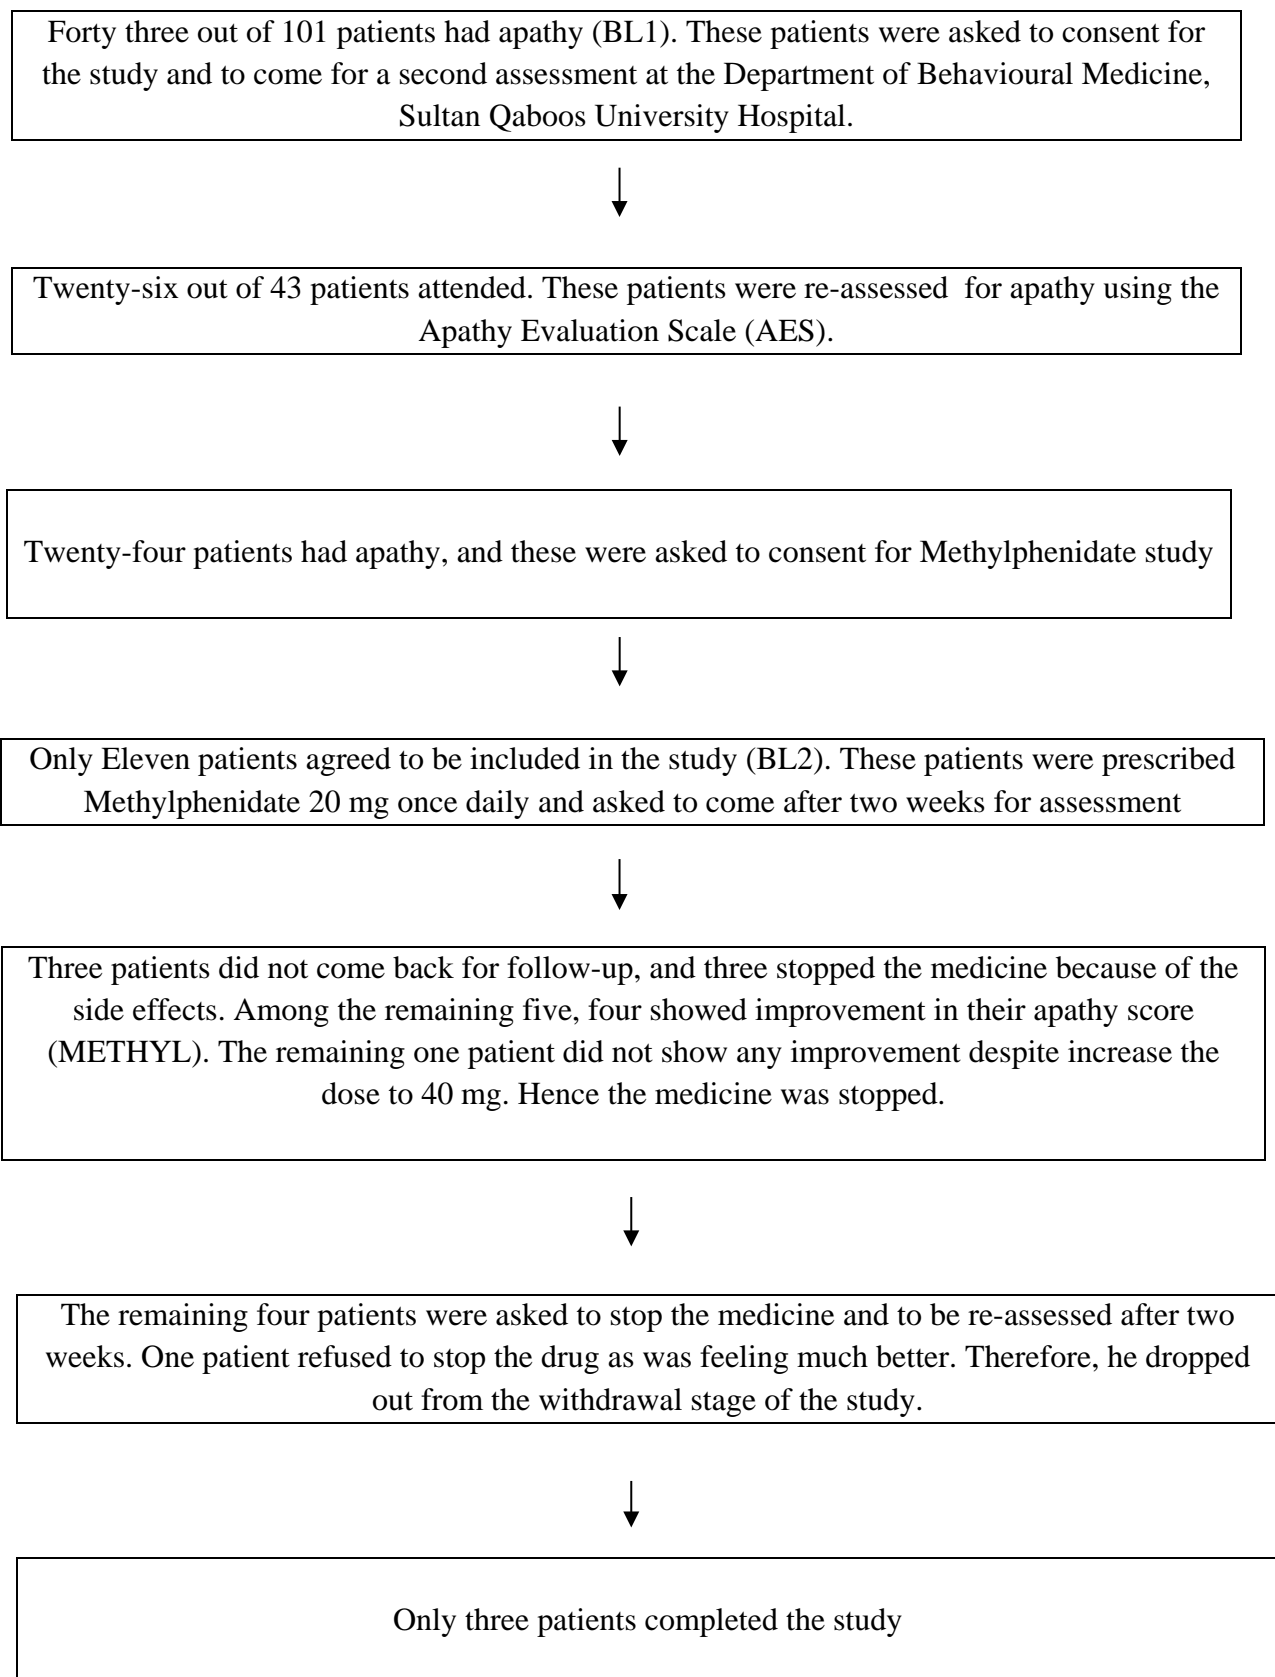 Forty three out of 101 patients had apathy (BL1). These patients were asked to consent for
the study and to come for a second assessment at the Department of Behavioural Medicine,
Sultan Qaboos University Hospital.
Twenty-six out of 43 patients attended. These patients were re-assessed for apathy using the
Apathy Evaluation Scale (AES).
Twenty-four patients had apathy, and these were asked to consent for Methylphenidate study
Only Eleven patients agreed to be included in the study (BL2). These patients were prescribed
Methylphenidate 20 mg once daily and asked to come after two weeks for assessment
Three patients did not come back for follow-up, and three stopped the medicine because of the
side effects. Among the remaining five, four showed improvement in their apathy score
(METHYL). The remaining one patient did not show any improvement despite increase the
dose to 40 mg. Hence the medicine was stopped.
The remaining four patients were asked to stop the medicine and to be re-assessed after two
weeks. One patient refused to stop the drug as was feeling much better. Therefore, he dropped
out from the withdrawal stage of the study.
Only three patients completed the study